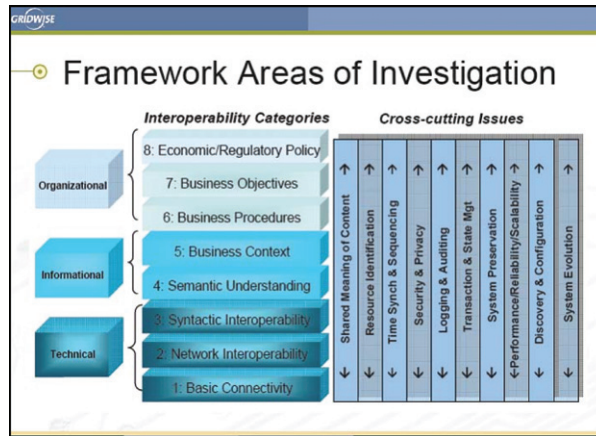 GRIDWISE
Framework Areas of Investigation
Interoperability Categories
Cross-cutting Issues
Organizational
8: Economic/Regulatory Policy
7: Business Objectives
6: Business Procedures
Informational
5: Business Context
4: Semantic Understanding
Technical
3: Syntactic Interoperability
2: Network Interoperability
1: Basic Connectivity
Shared Meaning of Content
Resource Identification
Time Synch & Sequencing
Security & Privacy
Logging & Auditing
Transaction & State Mgt
System Preservation
Performance/Reliability/Scalability
Discovery & Configuration
System Evolution